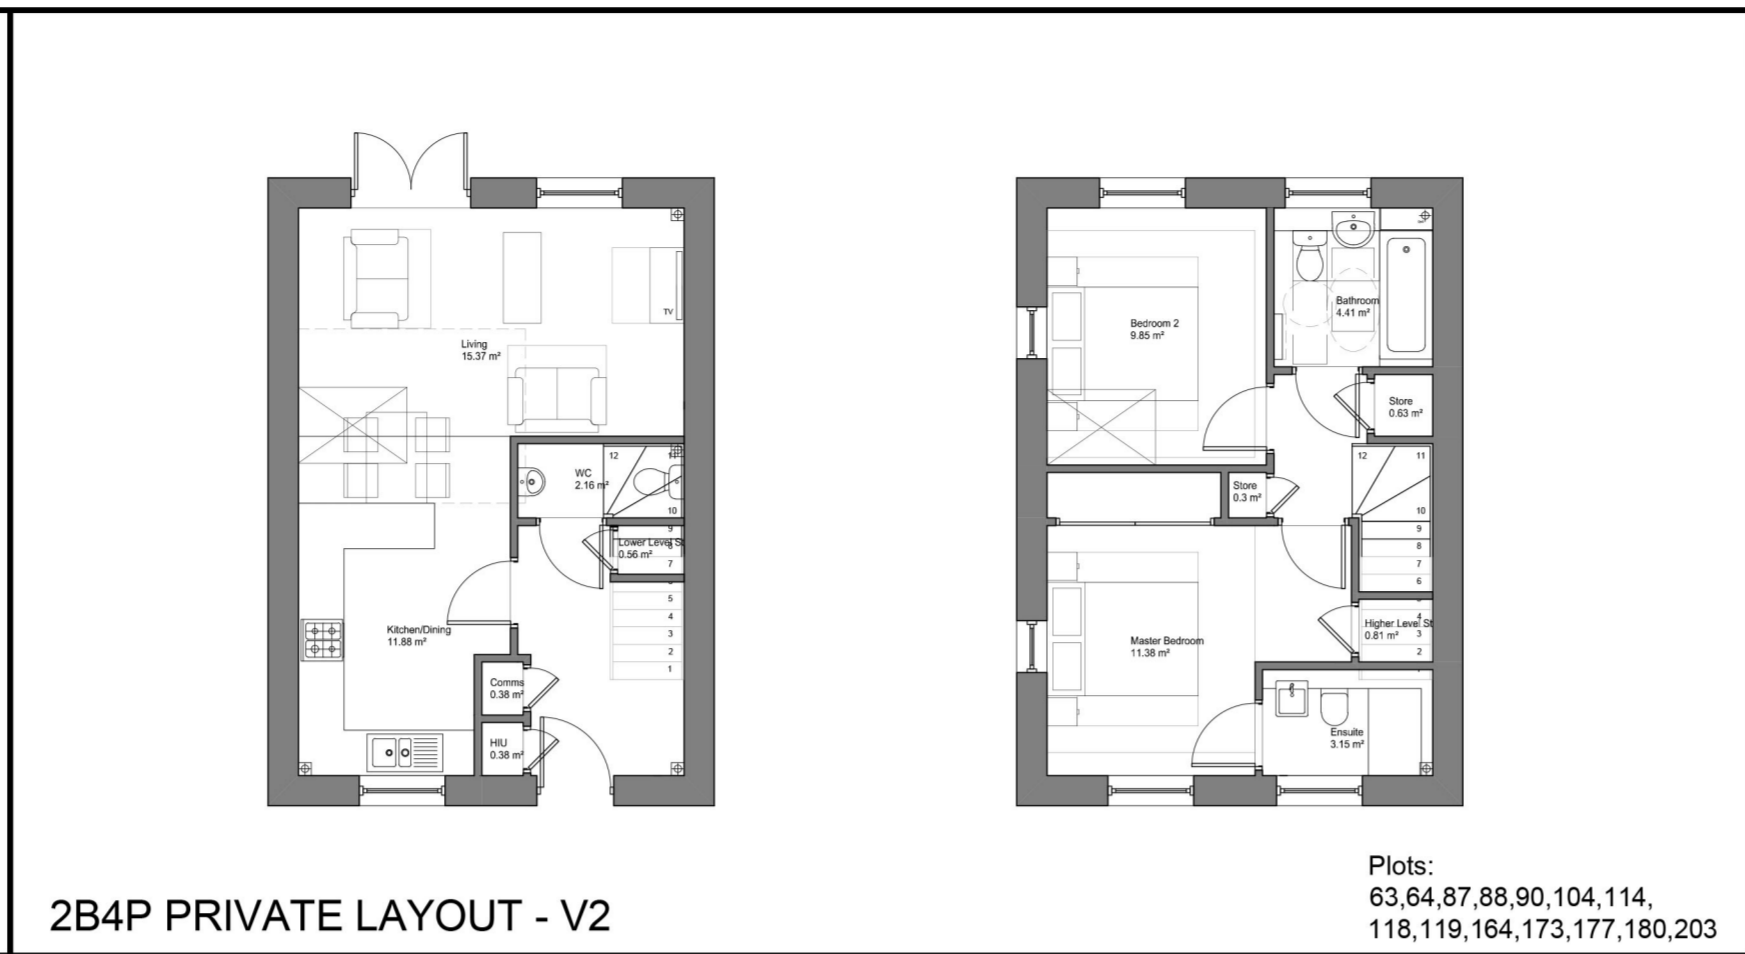 TV
Living
15.37 m²
12
11
WC
2.16 m²
10
9
Lower Level St
8
0.56 m²
7
5
4
3
2
1
Kitchen/Dining
11.88 m²
Comms
0.38 m²
HIU
0.38 m²
Bedroom 2
9.85 m²
Bathroom
4.41 m²
Store
0.63 m²
12
11
Store
0.3 m²
10
9
8
7
6
Higher Level St
4
0.81 m²
3
2
Master Bedroom
11.38 m²
Ensuite
3.15 m²
2B4P PRIVATE LAYOUT - V2
Plots:
63,64,87,88,90,104,114,
118,119,164,173,177,180,203